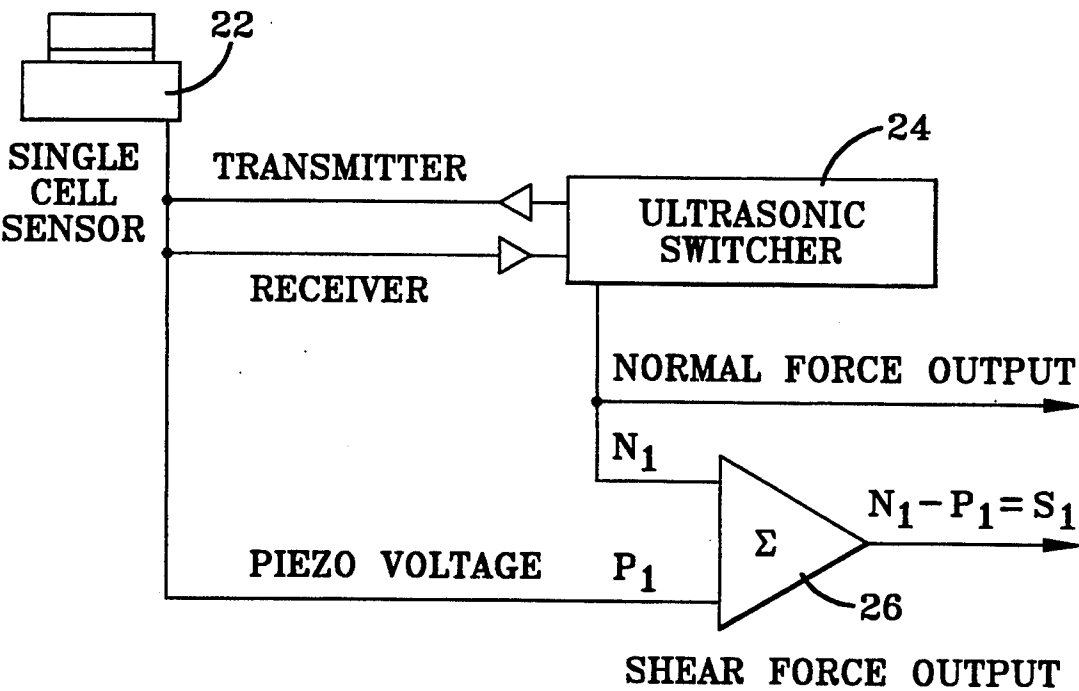 22
SINGLE
CELL
SENSOR
TRANSMITTER
24
ULTRASONIC
SWITCHER
RECEIVER
NORMAL FORCE OUTPUT
N1
N1-P1=S1
Σ
PIEZO VOLTAGE P1
26
SHEAR FORCE OUTPUT